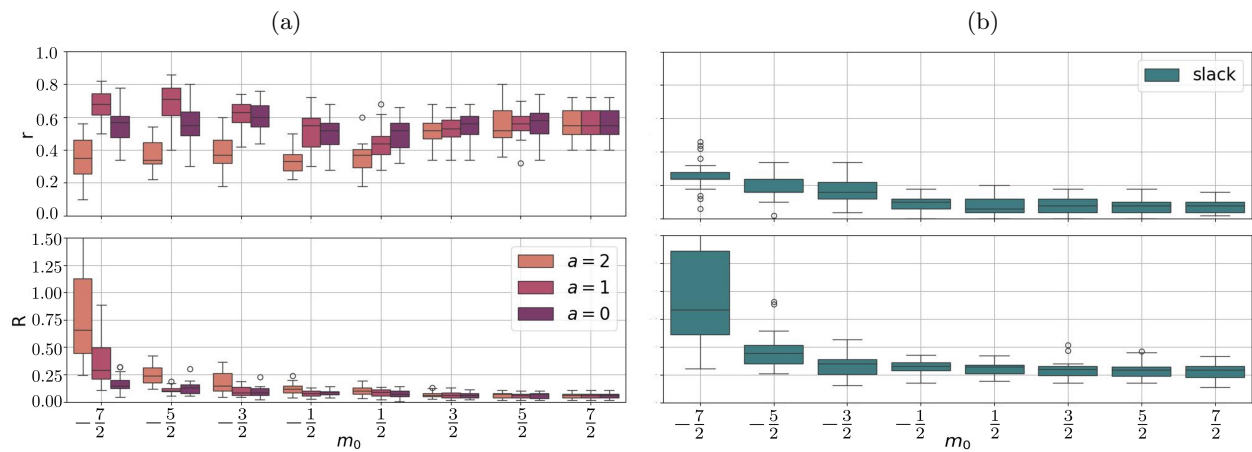 (a)
(b)
1.0
0.8
0.6
0.4
0.2
0.0
r
slack
1.50
1.25
1.00
0.75
0.50
0.25
0.00
R
a = 2
a = 1
a = 0
−7/2 −5/2 −3/2 −1/2 1/2 3/2 5/2 7/2
m₀
−7/2 −5/2 −3/2 −1/2 1/2 3/2 5/2 7/2
m₀